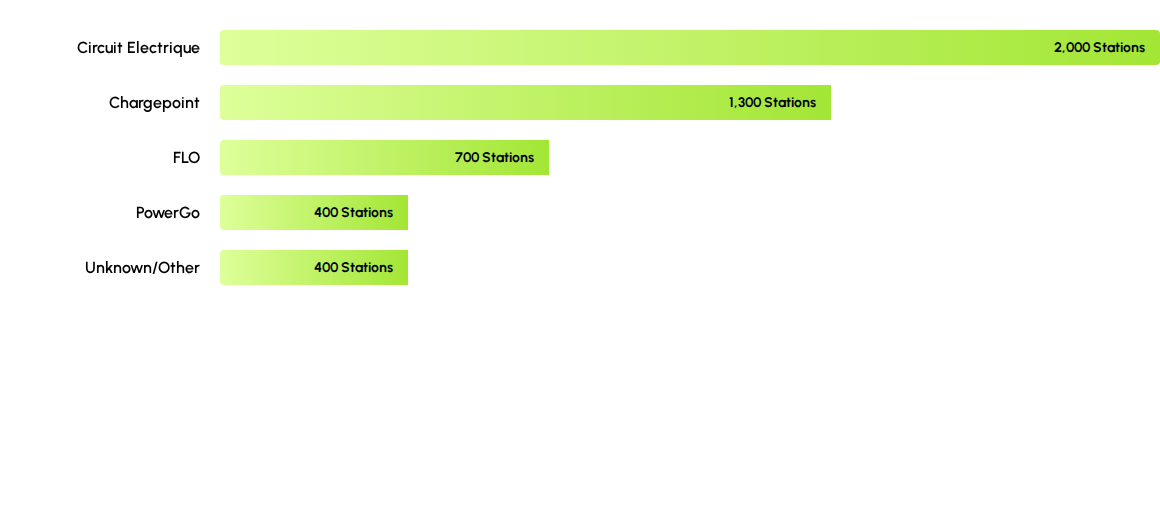 Circuit Electrique 2,000 Stations
Chargepoint 1,300 Stations
FLO 700 Stations
PowerGo 400 Stations
Unknown/Other 400 Stations